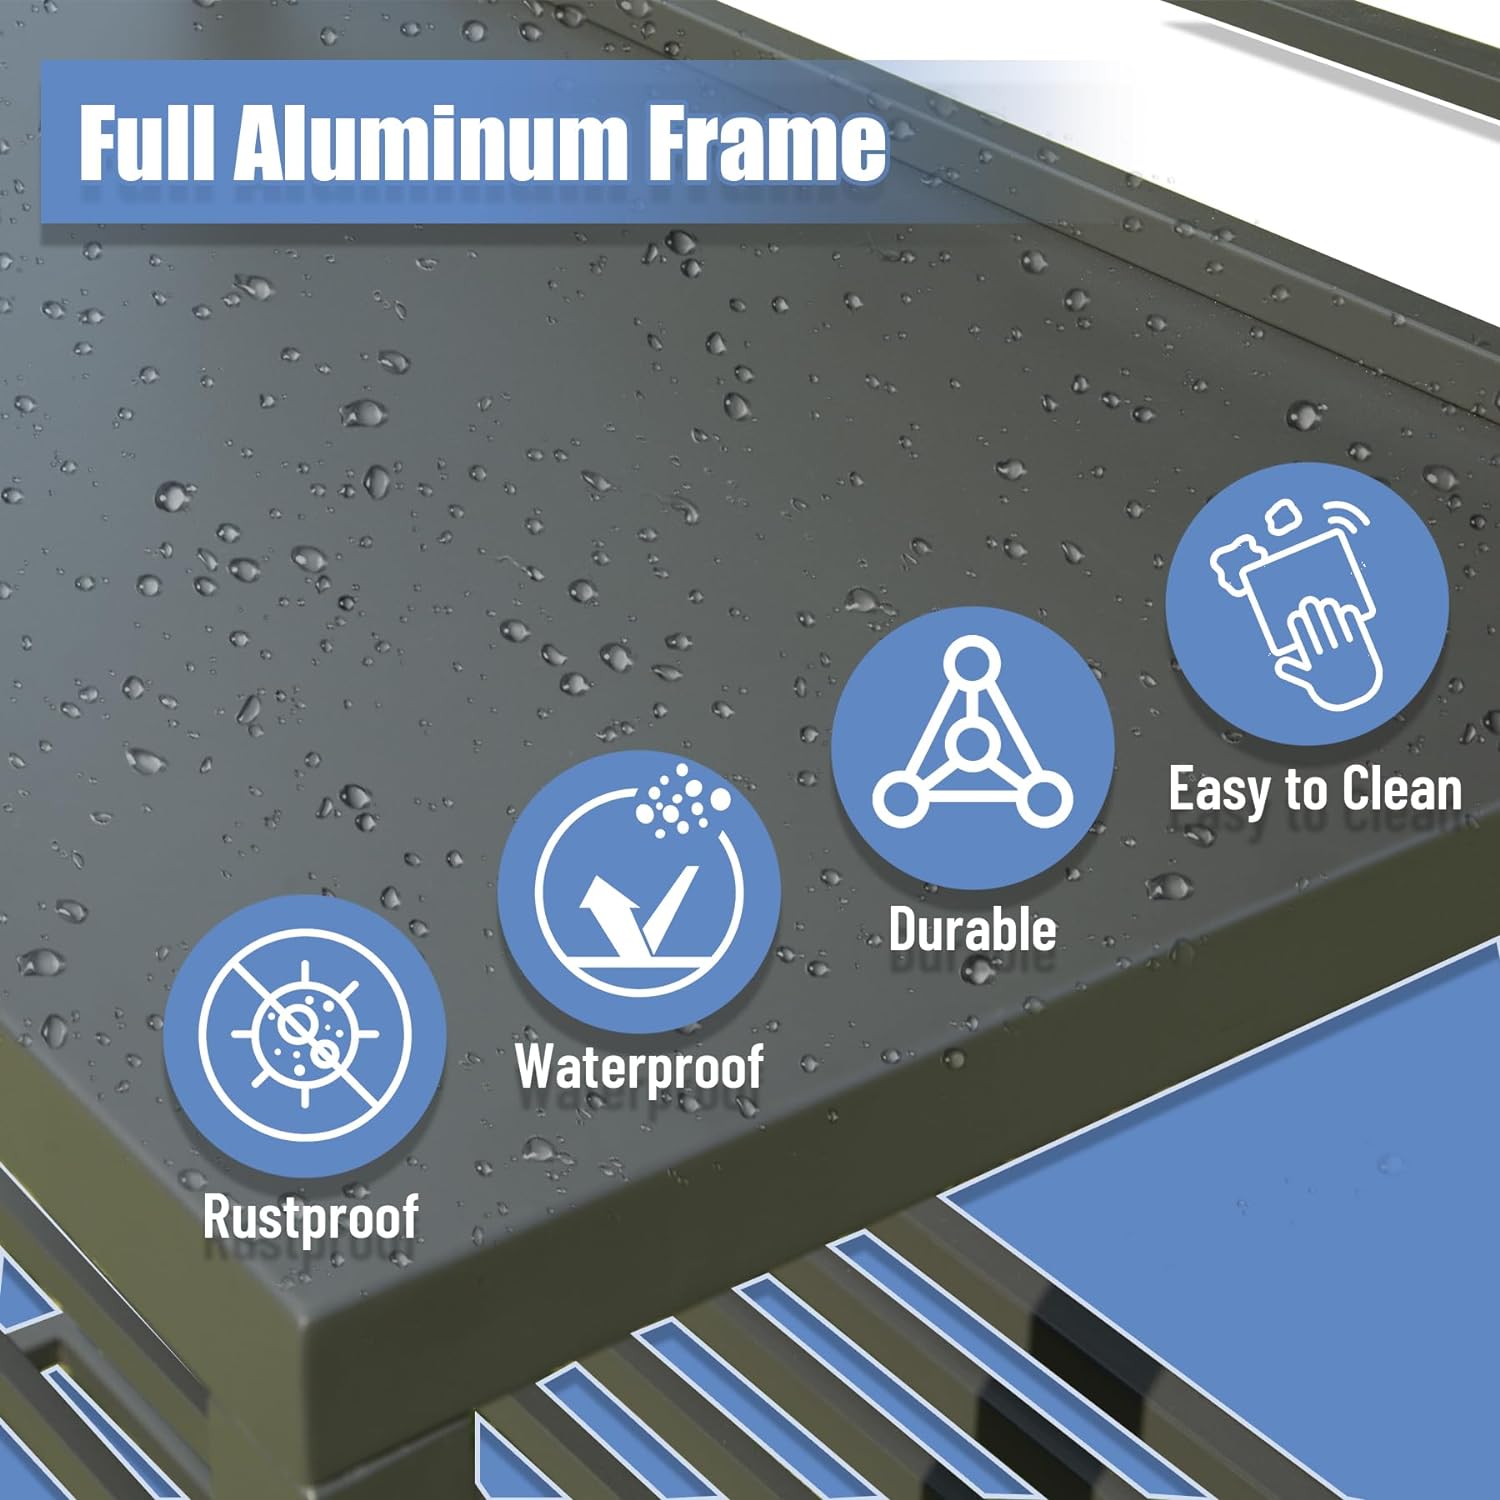 Full Aluminum Frame
Easy to Clean
Durable
Waterproof
Rustproof